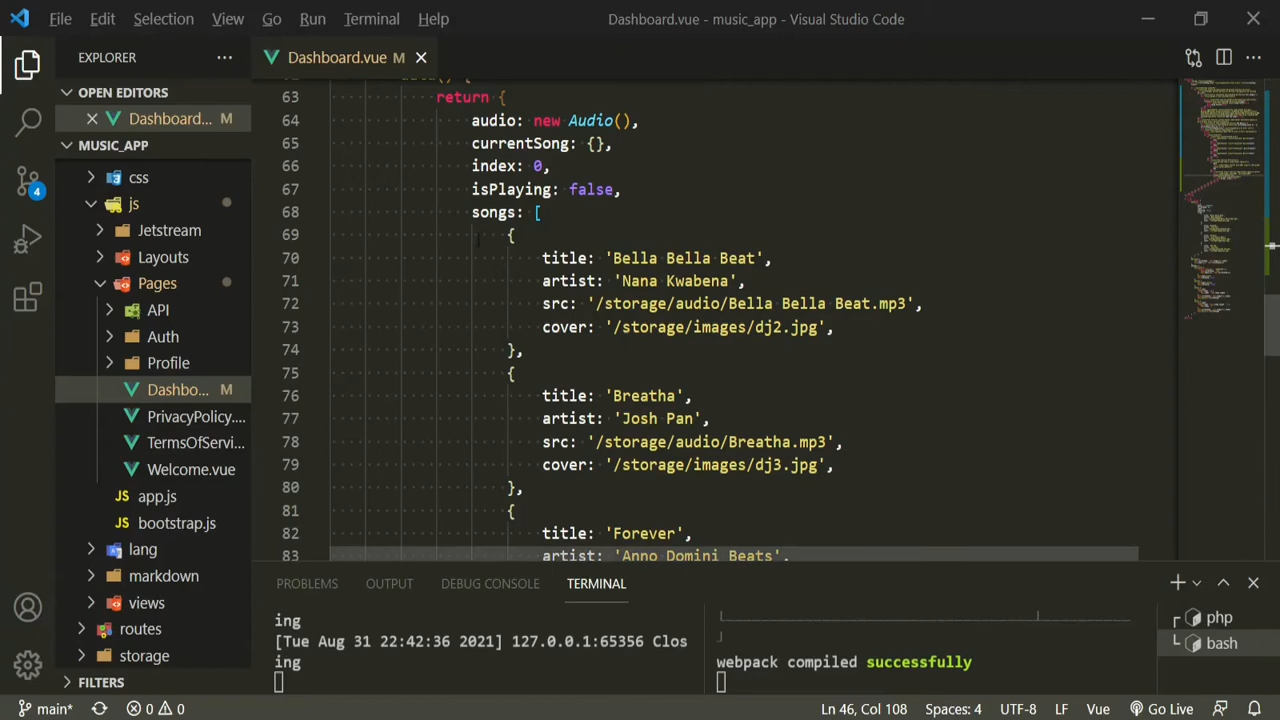 File Edit Selection View Go Run Terminal Help Dashboard.vue - music_app - Visual Studio Code
EXPLORER ···
Dashboard.vue M
OPEN EDITORS
Dashboard... M
MUSIC_APP
css
js
Jetstream
Layouts
Pages
API
Auth
Profile
Dashbo... M
PrivacyPolicy....
TermsOfServi...
Welcome.vue
app.js
bootstrap.js
lang
markdown
views
routes
storage
FILTERS
63 return {
64 audio: new Audio(),
65 currentSong: {},
66 index: 0,
67 isPlaying: false,
68 songs: [
69 {
70 title: 'Bella Bella Beat',
71 artist: 'Nana Kwabena',
72 src: '/storage/audio/Bella Bella Beat.mp3',
73 cover: '/storage/images/dj2.jpg',
74 },
75 {
76 title: 'Breatha',
77 artist: 'Josh Pan',
78 src: '/storage/audio/Breatha.mp3',
79 cover: '/storage/images/dj3.jpg',
80 },
81 {
82 title: 'Forever',
83 artist: 'Anno Domini Beats',
PROBLEMS OUTPUT DEBUG CONSOLE TERMINAL
ing
[Tue Aug 31 22:42:36 2021] 127.0.0.1:65356 Clos
ing
webpack compiled successfully
php
bash
4
main* 0 0 Ln 46, Col 108 Spaces: 4 UTF-8 LF Vue Go Live